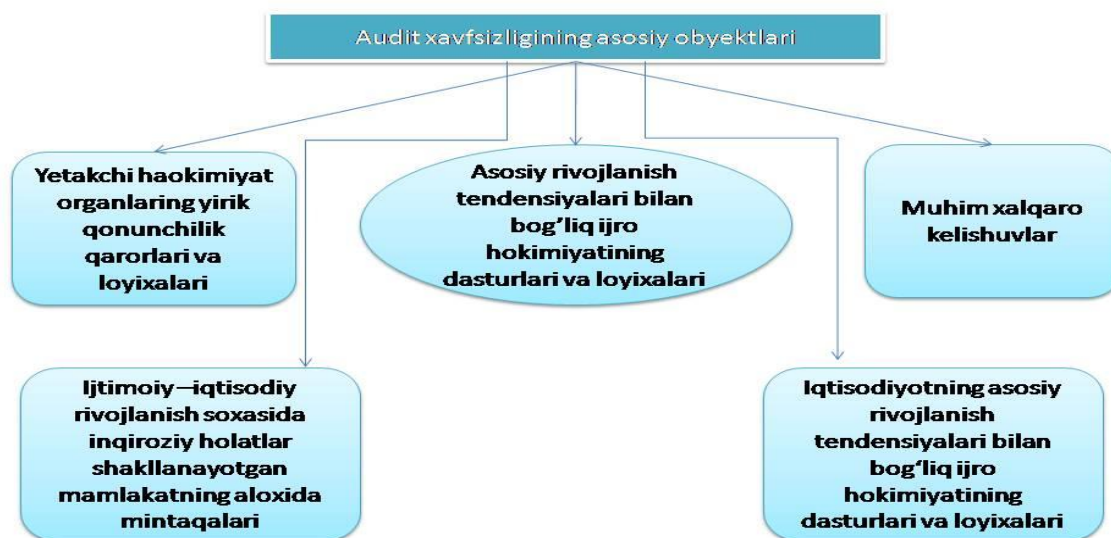 Audit xavfsizligining asosiy obyektlari
Yetakchi haokimiyat
organlaring yirik
qonunchilik
qarorlari va
loyixalari
Asosiy rivojlanish
tendensiyalari bilan
bog’liq ijro
hokimiyatining
dasturlari va loyixalari
Muhim xalqaro
kelishuvlar
Ijtimoiy–iqtisodiy
rivojlanish soxasida
inqiroziy holatlar
shakllanayotgan
mamlakatning aloxida
mintaqalari
Iqtisodiyotning asosiy
rivojlanish
tendensiyalari bilan
bog‘liq ijro
hokimiyatining
dasturlari va loyixalari